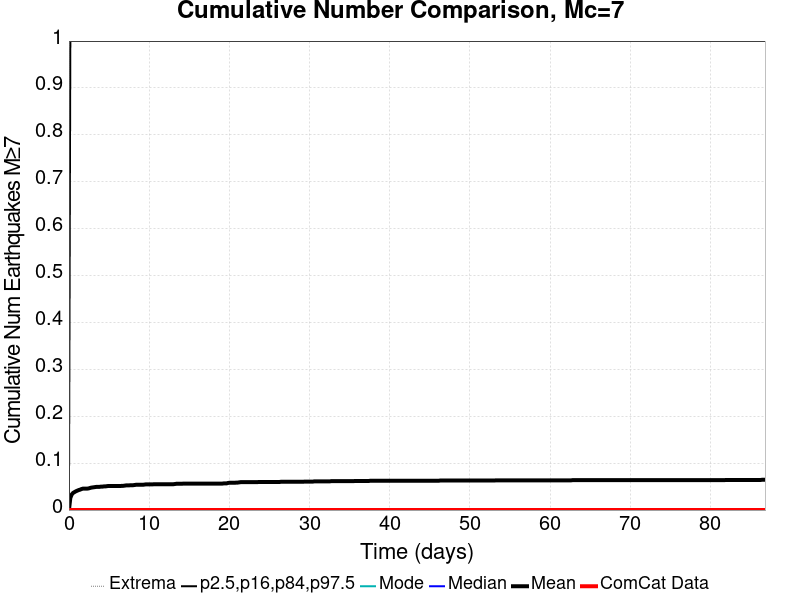 Cumulative Number Comparison, Mc=7
Cumulative Num Earthquakes M≥7
1
0.9
0.8
0.7
0.6
0.5
0.4
0.3
0.2
0.1
0
0 10 20 30 40 50 60 70 80
Time (days)
Extrema p2.5,p16,p84,p97.5 Mode Median Mean ComCat Data